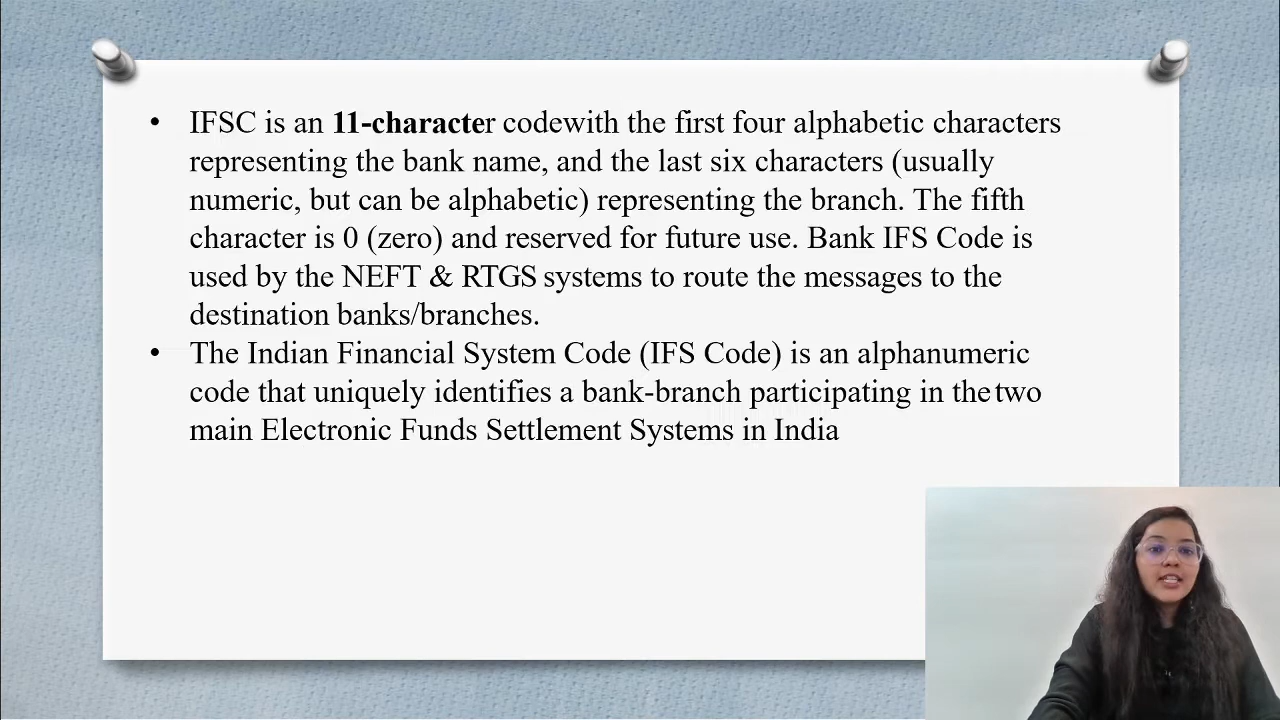 • IFSC is an 11-character codewith the first four alphabetic characters
representing the bank name, and the last six characters (usually
numeric, but can be alphabetic) representing the branch. The fifth
character is 0 (zero) and reserved for future use. Bank IFS Code is
used by the NEFT & RTGS systems to route the messages to the
destination banks/branches.
• The Indian Financial System Code (IFS Code) is an alphanumeric
code that uniquely identifies a bank-branch participating in the two
main Electronic Funds Settlement Systems in India